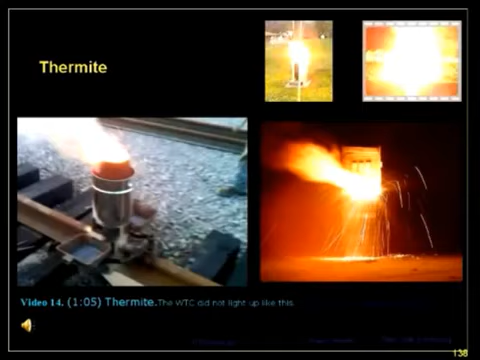 Thermite
Video 14. (1:05) Thermite.The WTC did not light up like this.
138